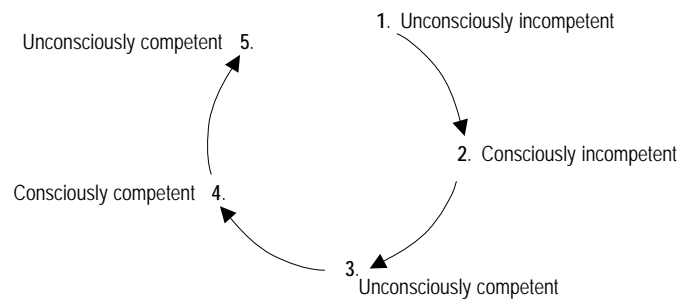 1. Unconsciously incompetent
2. Consciously incompetent
3.
Unconsciously competent
Consciously competent 4.
Unconsciously competent 5.